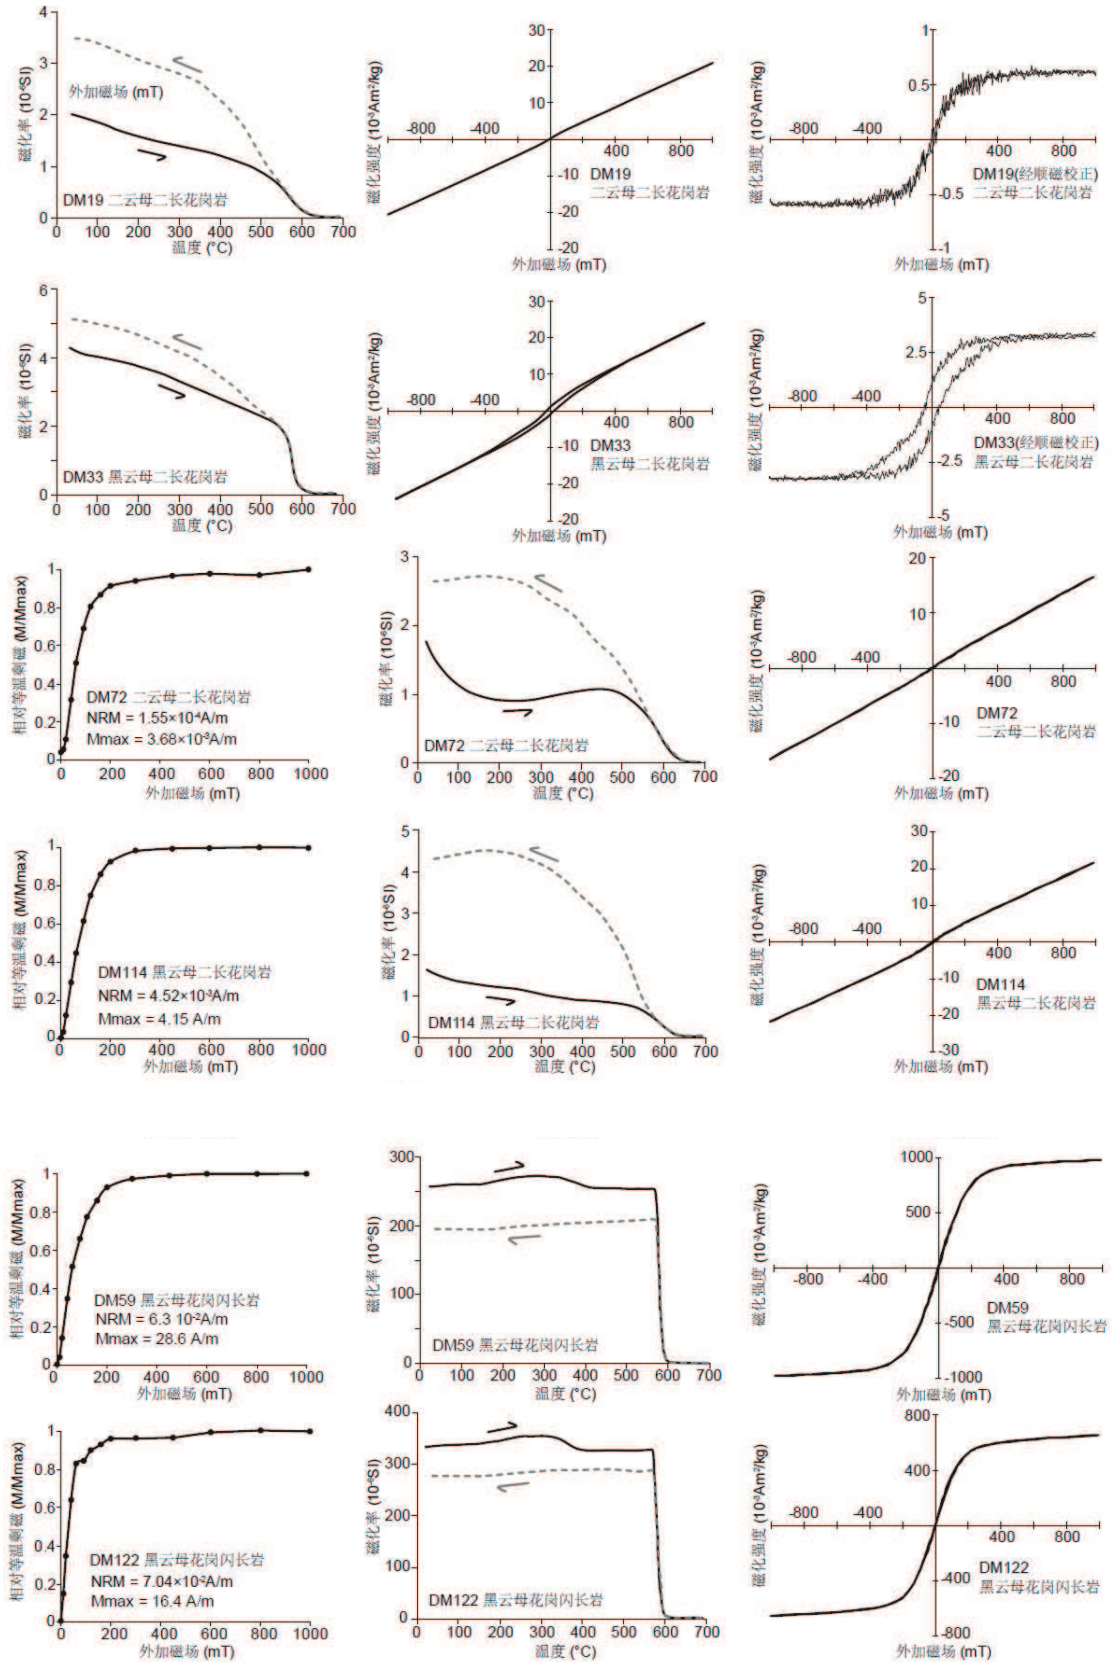 4
3
2
1
0
磁化率 (10⁻⁶SI)
外加磁场 (mT)
DM19 二云母二长花岗岩
0 100 200 300 400 500 600 700
温度 (°C)
30
20
10
-10
-20
-20
-800 -400
400 800
磁化强度 (10⁻³Am²/kg)
DM19
二云母二长花岗岩
外加磁场 (mT)
1
0.5
-0.5
-1
-800 -400
400 800
磁化强度 (10⁻³Am²/kg)
DM19(经顺磁校正)
二云母二长花岗岩
外加磁场 (mT)
6
4
2
0
磁化率 (10⁻⁶SI)
DM33 黑云母二长花岗岩
0 100 200 300 400 500 600 700
温度 (°C)
30
20
10
-10
-20
-20
-800 -400
400 800
磁化强度 (10⁻³Am²/kg)
DM33
黑云母二长花岗岩
外加磁场 (mT)
5
2.5
-2.5
-5
-800 -400
400 800
磁化强度 (10⁻³Am²/kg)
DM33(经顺磁校正)
黑云母二长花岗岩
外加磁场 (mT)
1
0.8
0.6
0.4
0.2
0
相对等温剩磁 (M/Mmax)
DM72 二云母二长花岗岩
NRM = 1.55×10⁻⁴A/m
Mmax = 3.68×10⁻³A/m
0 200 400 600 800 1000
外加磁场 (mT)
3
2
1
0
磁化率 (10⁻⁶SI)
DM72 二云母二长花岗岩
0 100 200 300 400 500 600 700
温度 (°C)
20
10
-10
-20
-800 -400
400 800
磁化强度 (10⁻³Am²/kg)
DM72
二云母二长花岗岩
外加磁场 (mT)
1
0.8
0.6
0.4
0.2
0
相对等温剩磁 (M/Mmax)
DM114 黑云母二长花岗岩
NRM = 4.52×10⁻³A/m
Mmax = 4.15 A/m
0 200 400 600 800 1000
外加磁场 (mT)
5
4
3
2
1
0
磁化率 (10⁻⁶SI)
DM114 黑云母二长花岗岩
0 100 200 300 400 500 600 700
温度 (°C)
30
20
10
-10
-20
-30
-800 -400
400 800
磁化强度 (10⁻³Am²/kg)
DM114
黑云母二长花岗岩
外加磁场 (mT)
1
0.8
0.6
0.4
0.2
0
相对等温剩磁 (M/Mmax)
DM59 黑云母花岗闪长岩
NRM = 6.3 10⁻²A/m
Mmax = 28.6 A/m
0 200 400 600 800 1000
外加磁场 (mT)
300
200
100
0
磁化率 (10⁻⁶SI)
DM59 黑云母花岗闪长岩
0 100 200 300 400 500 600 700
温度 (°C)
1000
500
-500
-1000
-800 -400
400 800
磁化强度 (10⁻³Am²/kg)
DM59
黑云母花岗闪长岩
外加磁场 (mT)
1
0.8
0.6
0.4
0.2
0
相对等温剩磁 (M/Mmax)
DM122 黑云母花岗闪长岩
NRM = 7.04×10⁻²A/m
Mmax = 16.4 A/m
0 200 400 600 800 1000
外加磁场 (mT)
400
300
200
100
0
磁化率 (10⁻⁶SI)
DM122 黑云母花岗闪长岩
0 100 200 300 400 500 600 700
温度 (°C)
800
400
-400
-800
-800 -400
400 800
磁化强度 (10⁻³Am²/kg)
DM122
黑云母花岗闪长岩
外加磁场 (mT)